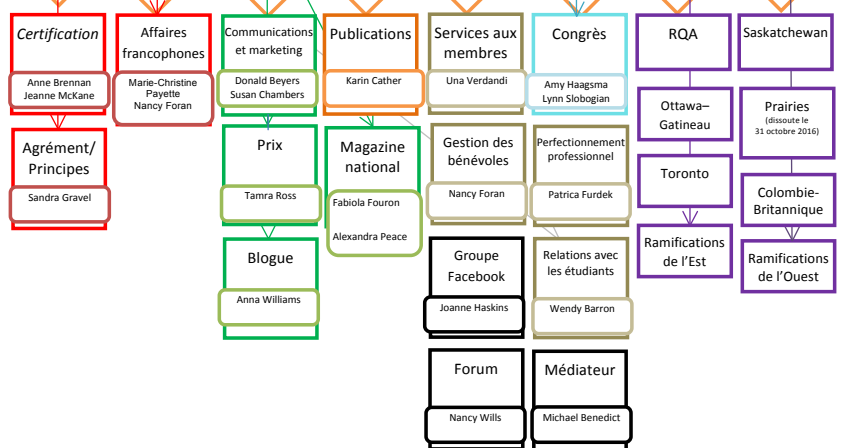 Certification
Anne Brennan
Jeanne McKane
Agrément/
Principes
Sandra Gravel
Affaires
francophones
Marie-Christine
Payette
Nancy Foran
Communications
et marketing
Donald Beyers
Susan Chambers
Prix
Tamra Ross
Blogue
Anna Williams
Publications
Karin Cather
Magazine
national
Fabiola Fouron
Alexandra Peace
Services aux
membres
Una Verdandi
Gestion des
bénévoles
Nancy Foran
Groupe
Facebook
Joanne Haskins
Forum
Nancy Wills
Congrès
Amy Haagsma
Lynn Slobogian
Perfectionnement
professionnel
Patrica Furdek
Relations avec
les étudiants
Wendy Barron
Médiateur
Michael Benedict
RQA
Ottawa–
Gatineau
Toronto
Ramifications
de l’Est
Saskatchewan
Prairies
(dissoute le
31 octobre 2016)
Colombie-
Britannique
Ramifications
de l’Ouest